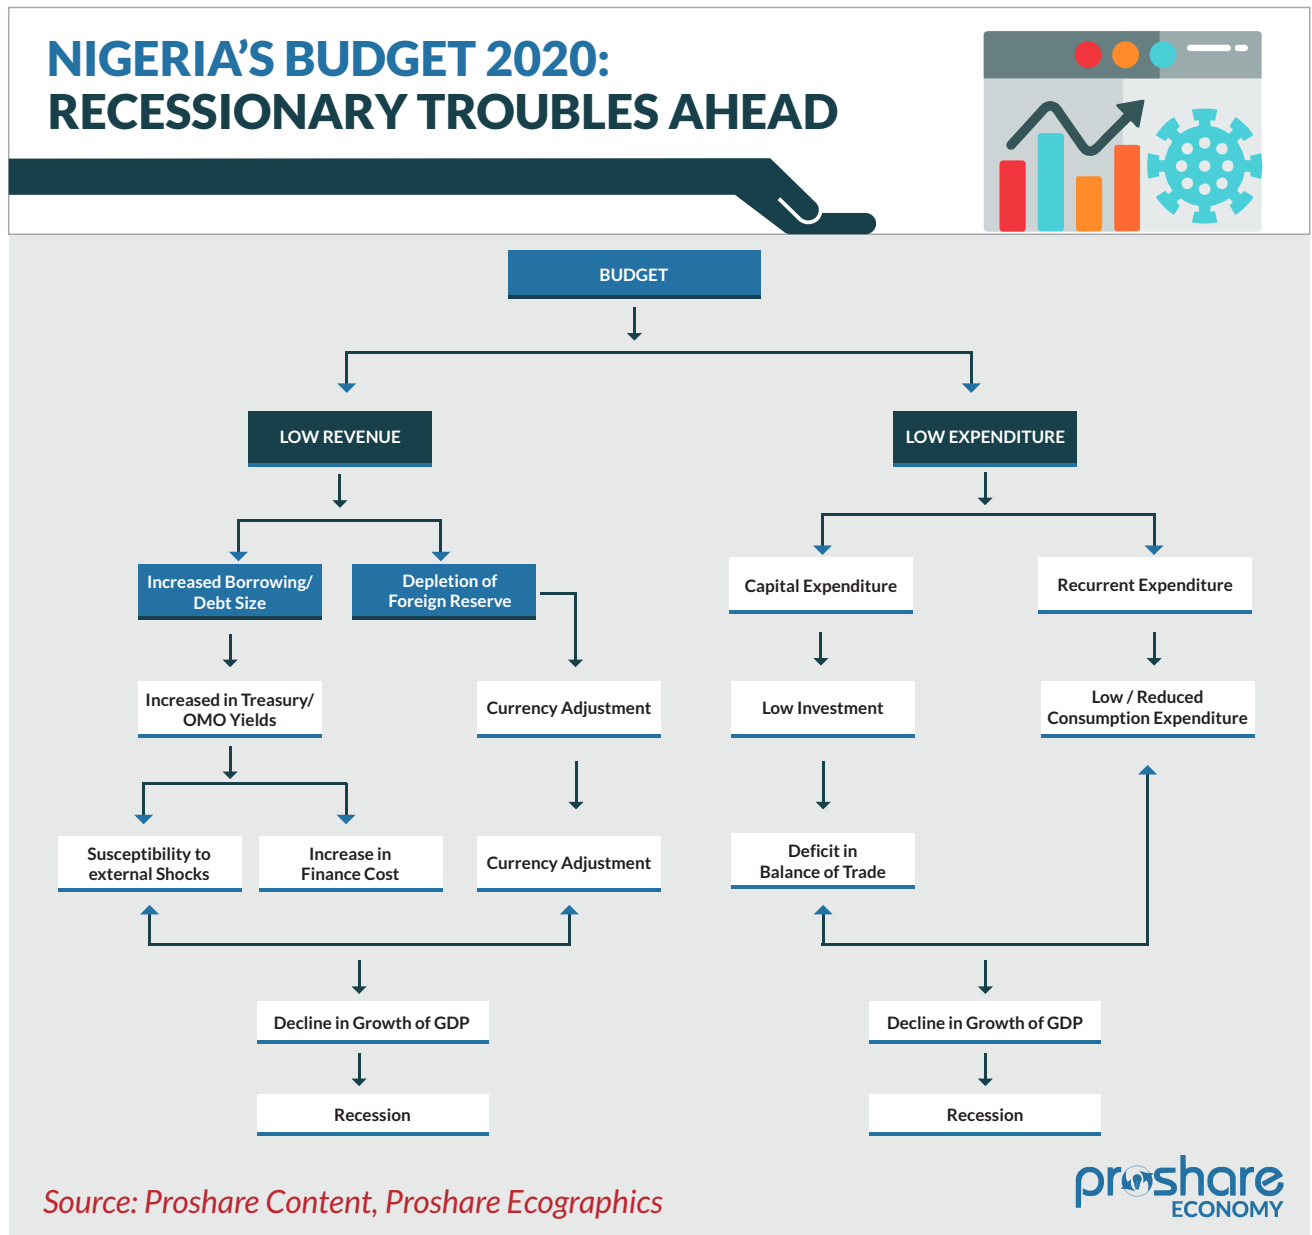 NIGERIA'S BUDGET 2020:
RECESSIONARY TROUBLES AHEAD
BUDGET
LOW REVENUE
LOW EXPENDITURE
Increased Borrowing/
Debt Size
Depletion of
Foreign Reserve
Capital Expenditure
Recurrent Expenditure
Increased in Treasury/
OMO Yields
Currency Adjustment
Low Investment
Low / Reduced
Consumption Expenditure
Susceptibility to
external Shocks
Increase in
Finance Cost
Currency Adjustment
Deficit in
Balance of Trade
Decline in Growth of GDP
Decline in Growth of GDP
Recession
Recession
Source: Proshare Content, Proshare Ecographics
proshare
ECONOMY